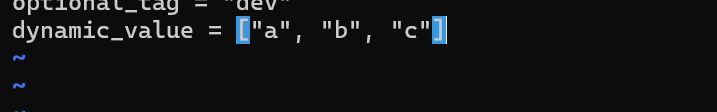 optional_tag = "dev"
dynamic_value = ["a", "b", "c"]
~
~